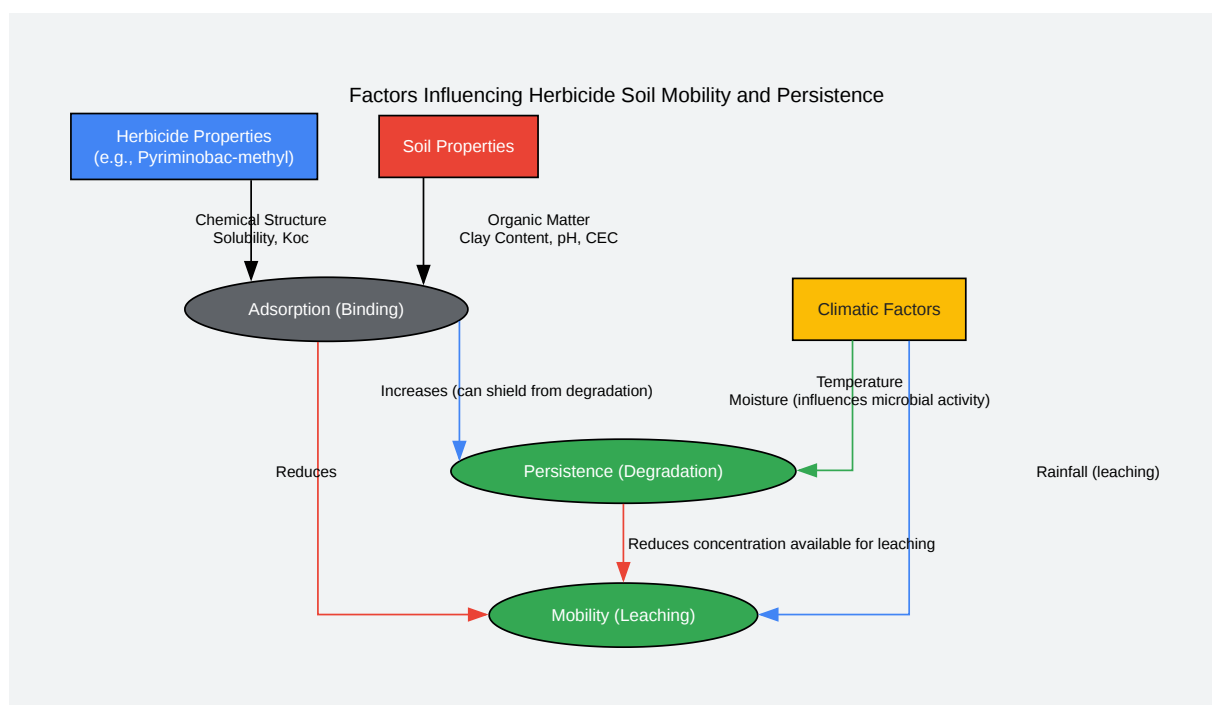 Factors Influencing Herbicide Soil Mobility and Persistence
Herbicide Properties
(e.g., Pyriminobac-methyl)
Soil Properties
Chemical Structure
Solubility, Koc
Organic Matter
Clay Content, pH, CEC
Adsorption (Binding)
Climatic Factors
Increases (can shield from degradation)
Temperature
Moisture (influences microbial activity)
Reduces
Persistence (Degradation)
Rainfall (leaching)
Reduces concentration available for leaching
Mobility (Leaching)